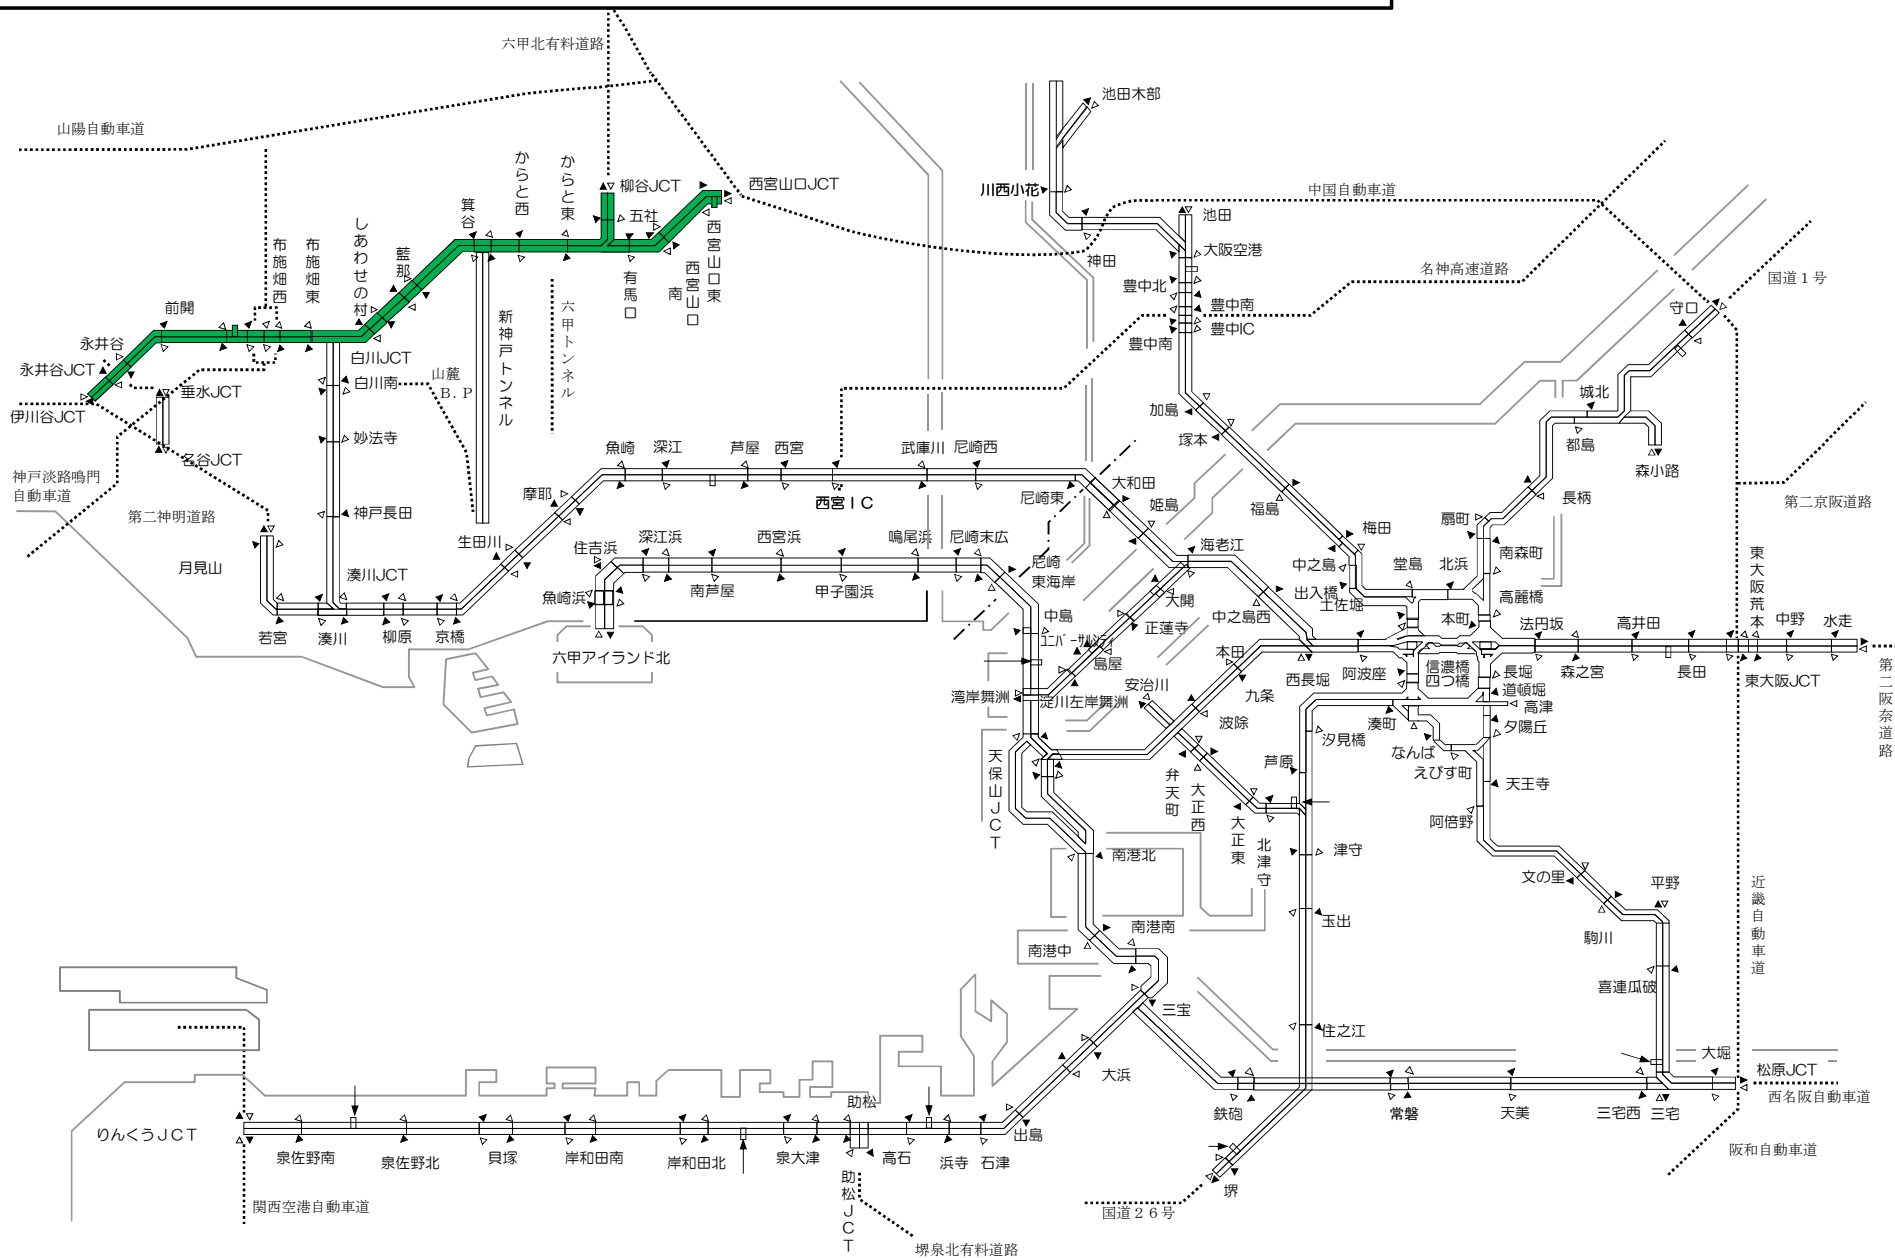 六甲北有料道路
山陽自動車道
池田木部
からと西
からと東
柳谷JCT
西宮山口JCT
川西小花
中国自動車道
箕谷
五社
池田
しあわせの村
布施畑西
布施畑東
藍那
西宮山口東
大阪空港
神田
名神高速道路
国道1号
有馬口
西宮山口南
豊中北
前開
六甲トンネル
豊中南
守口
新神戸トンネル
豊中IC
永井谷
豊中南
白川JCT
永井谷JCT
山麓
B.P
白川南
垂水JCT
城北
伊川谷JCT
加島
妙法寺
塚本
都島
魚崎
深江
芦屋
西宮
武庫川
尼崎西
名谷JCT
森小路
神戸淡路鳴門
自動車道
大和田
摩耶
西宮IC
尼崎東
姫島
長柄
第二京阪道路
第二神明道路
神戸長田
福島
扇町
梅田
生田川
住吉浜
深江浜
西宮浜
鳴尾浜
尼崎末広
海老江
南森町
東大阪荒本
月見山
尼崎
東海岸
中之島
堂島
北浜
湊川JCT
南芦屋
甲子園浜
出入橋
魚崎浜
大開
土佐堀
高麗橋
中島
中之島西
本町
若宮
湊川
柳原
京橋
正蓮寺
法円坂
高井田
中野
水走
ユニバーサルシティ
六甲アイランド北
島屋
本田
西長堀
阿波座
信濃橋
四つ橋
長堀
森之宮
長田
東大阪JCT
第二阪奈道路
安治川
湾岸舞洲
淀川左岸舞洲
九条
道頓堀
高津
波除
湊町
夕陽丘
汐見橋
なんば
天保山JCT
芦原
えびす町
弁天町
大正西
天王寺
大正東
阿倍野
北津守
南港北
津守
文の里
平野
近畿自動車道
玉出
南港南
駒川
南港中
喜連瓜破
三宝
住之江
大堀
大浜
松原JCT
西名阪自動車道
助松
鉄砲
常磐
天美
三宅西
三宅
りんくうJCT
出島
泉佐野南
泉佐野北
貝塚
岸和田南
岸和田北
泉大津
高石
浜寺
石津
阪和自動車道
助松JCT
堺
関西空港自動車道
国道26号
堺泉北有料道路